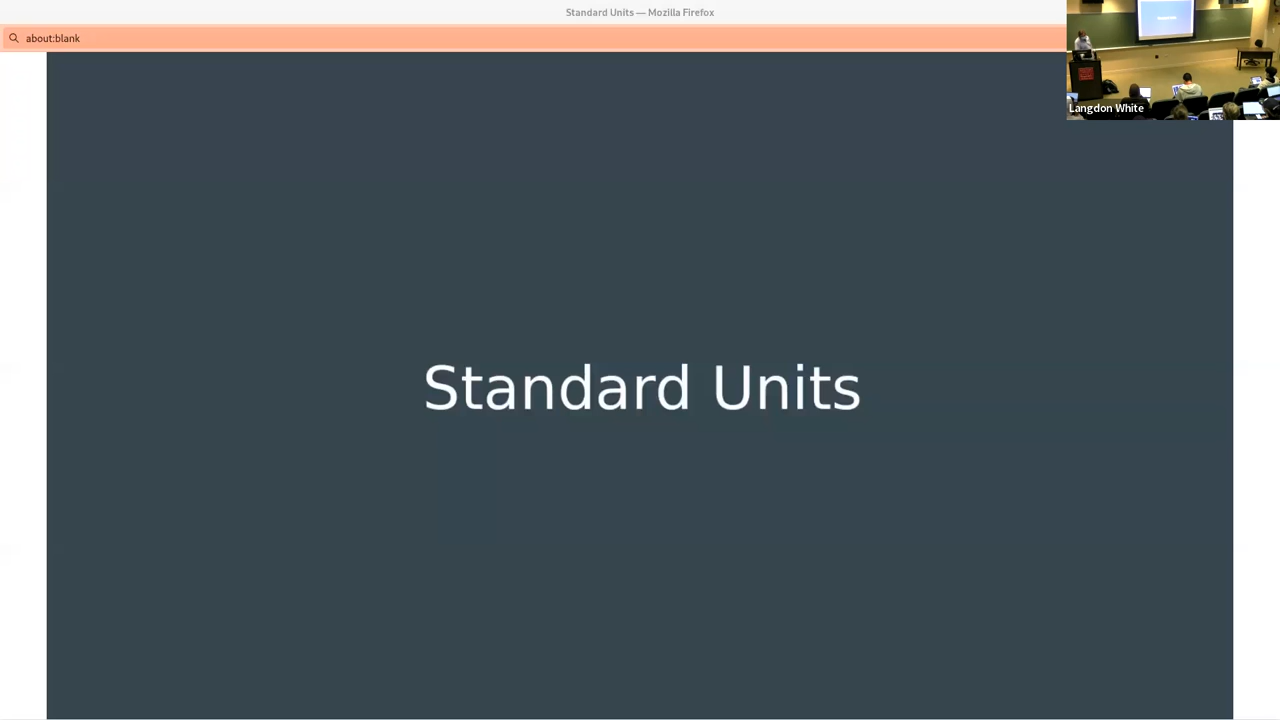 Standard Units — Mozilla Firefox
about:blank
Langdon White
Standard Units